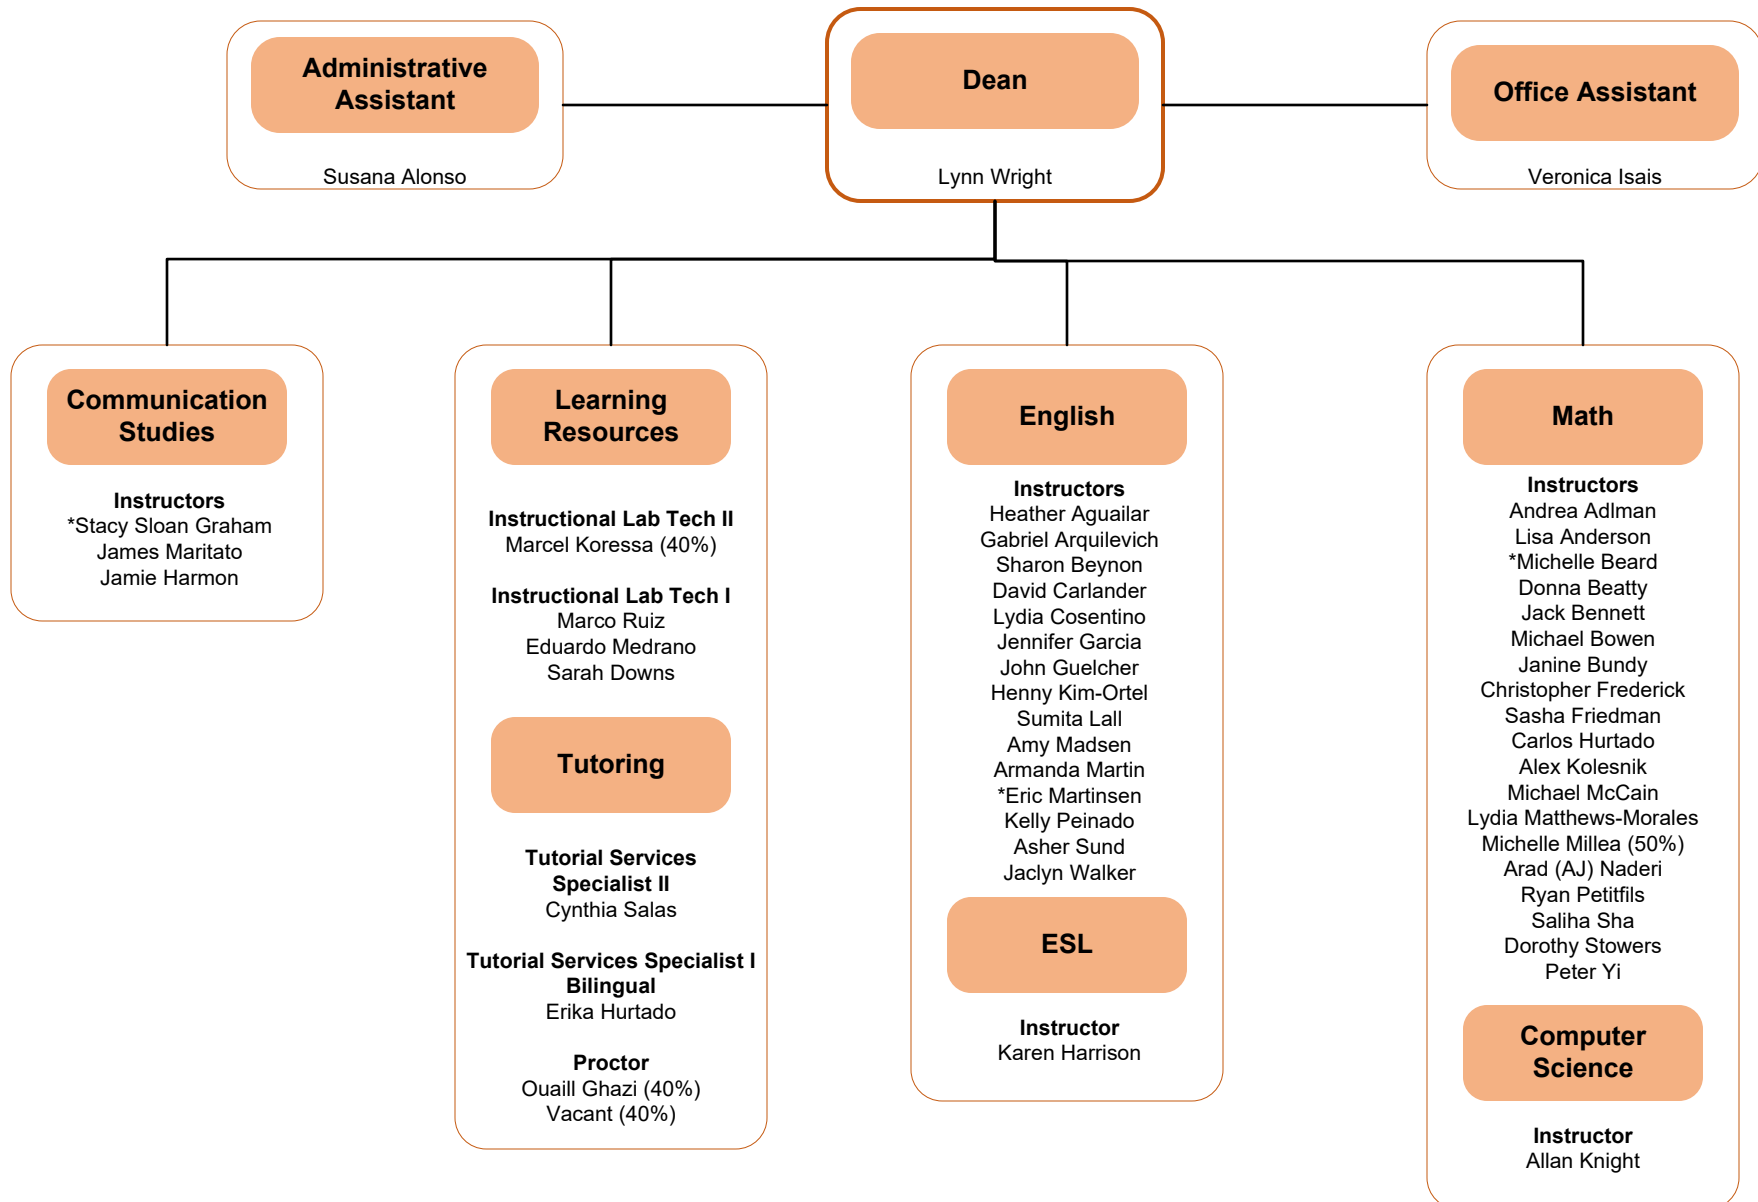 Administrative
Assistant
Susana Alonso
Dean
Lynn Wright
Office Assistant
Veronica Isais
Communication
Studies
Instructors
*Stacy Sloan Graham
James Maritato
Jamie Harmon
Learning
Resources
Instructional Lab Tech II
Marcel Koressa (40%)
Instructional Lab Tech I
Marco Ruiz
Eduardo Medrano
Sarah Downs
Tutoring
Tutorial Services
Specialist II
Cynthia Salas
Tutorial Services Specialist I
Bilingual
Erika Hurtado
Proctor
Ouaill Ghazi (40%)
Vacant (40%)
English
Instructors
Heather Aguailar
Gabriel Arquilevich
Sharon Beynon
David Carlander
Lydia Cosentino
Jennifer Garcia
John Guelcher
Henny Kim-Ortel
Sumita Lall
Amy Madsen
Armanda Martin
*Eric Martinsen
Kelly Peinado
Asher Sund
Jaclyn Walker
ESL
Instructor
Karen Harrison
Math
Instructors
Andrea Adlman
Lisa Anderson
*Michelle Beard
Donna Beatty
Jack Bennett
Michael Bowen
Janine Bundy
Christopher Frederick
Sasha Friedman
Carlos Hurtado
Alex Kolesnik
Michael McCain
Lydia Matthews-Morales
Michelle Millea (50%)
Arad (AJ) Naderi
Ryan Petitfils
Saliha Sha
Dorothy Stowers
Peter Yi
Computer
Science
Instructor
Allan Knight